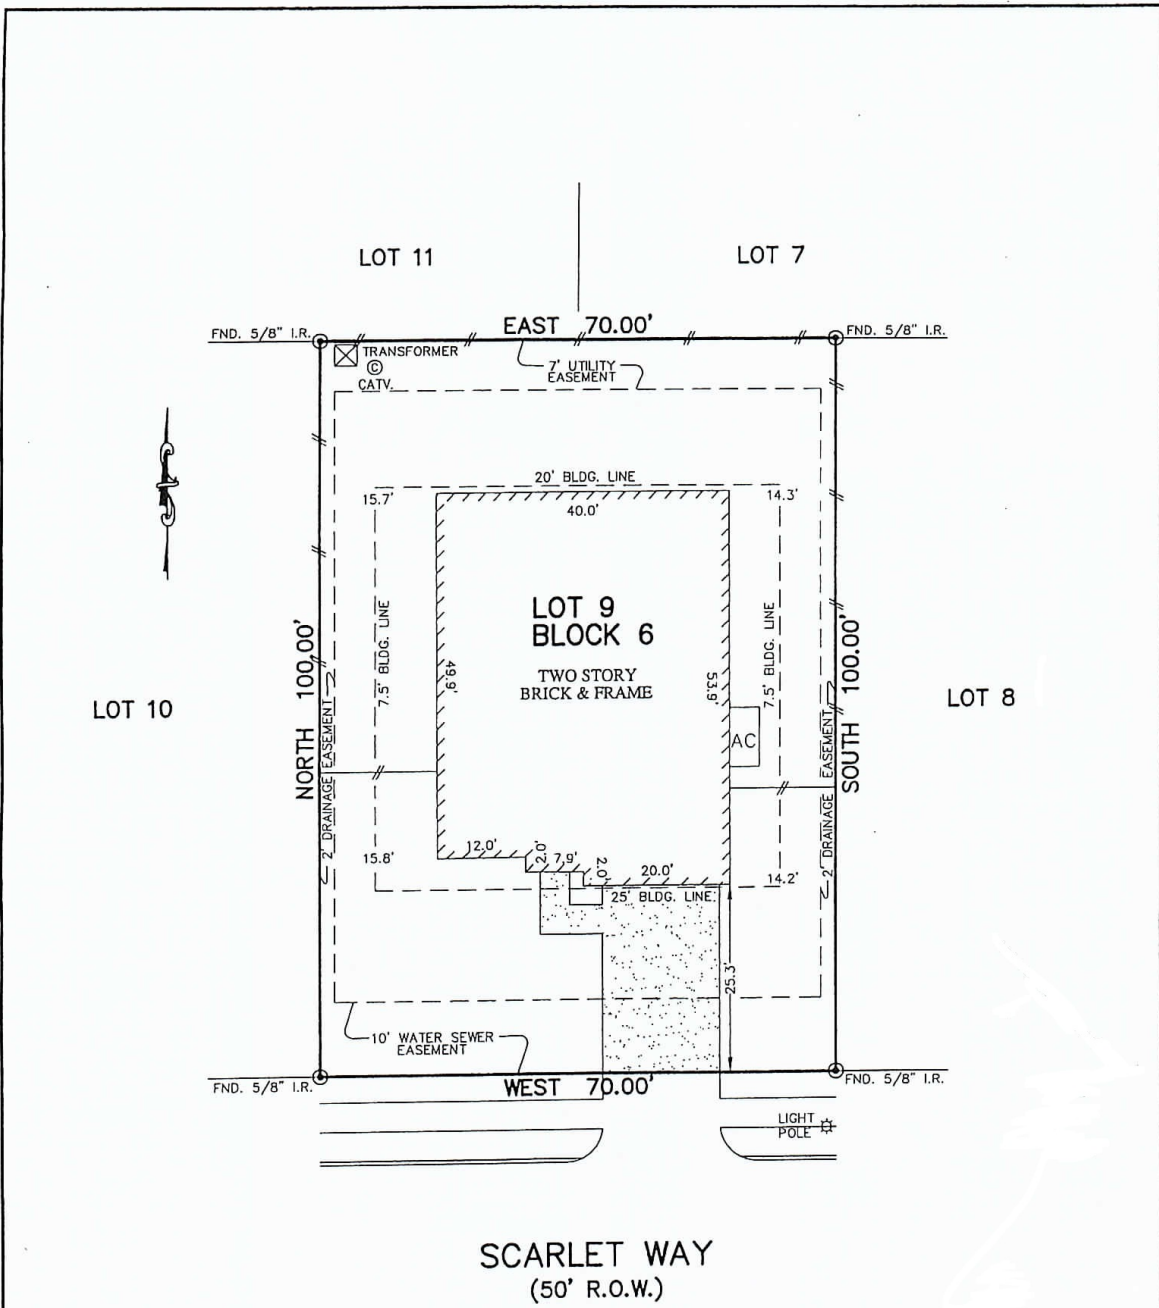 LOT 11
LOT 7
FND. 5/8" I.R.
EAST 70.00'
FND. 5/8" I.R.
TRANSFORMER
C
CATV.
7' UTILITY
EASEMENT
20' BLDG. LINE
15.7'
14.3'
40.0'
LOT 9
BLOCK 6
TWO STORY
BRICK & FRAME
7.5' BLDG. LINE
49.9'
53.9'
7.5' BLDG. LINE
NORTH 100.00'
SOUTH 100.00'
LOT 10
LOT 8
AC
2' DRAINAGE EASEMENT
2' DRAINAGE EASEMENT
15.8'
12.0'
2.0'
7.9'
2.0'
20.0'
14.2'
25' BLDG. LINE
25.3'
10' WATER SEWER
EASEMENT
FND. 5/8" I.R.
WEST 70.00'
FND. 5/8" I.R.
LIGHT
POLE
SCARLET WAY
(50' R.O.W.)